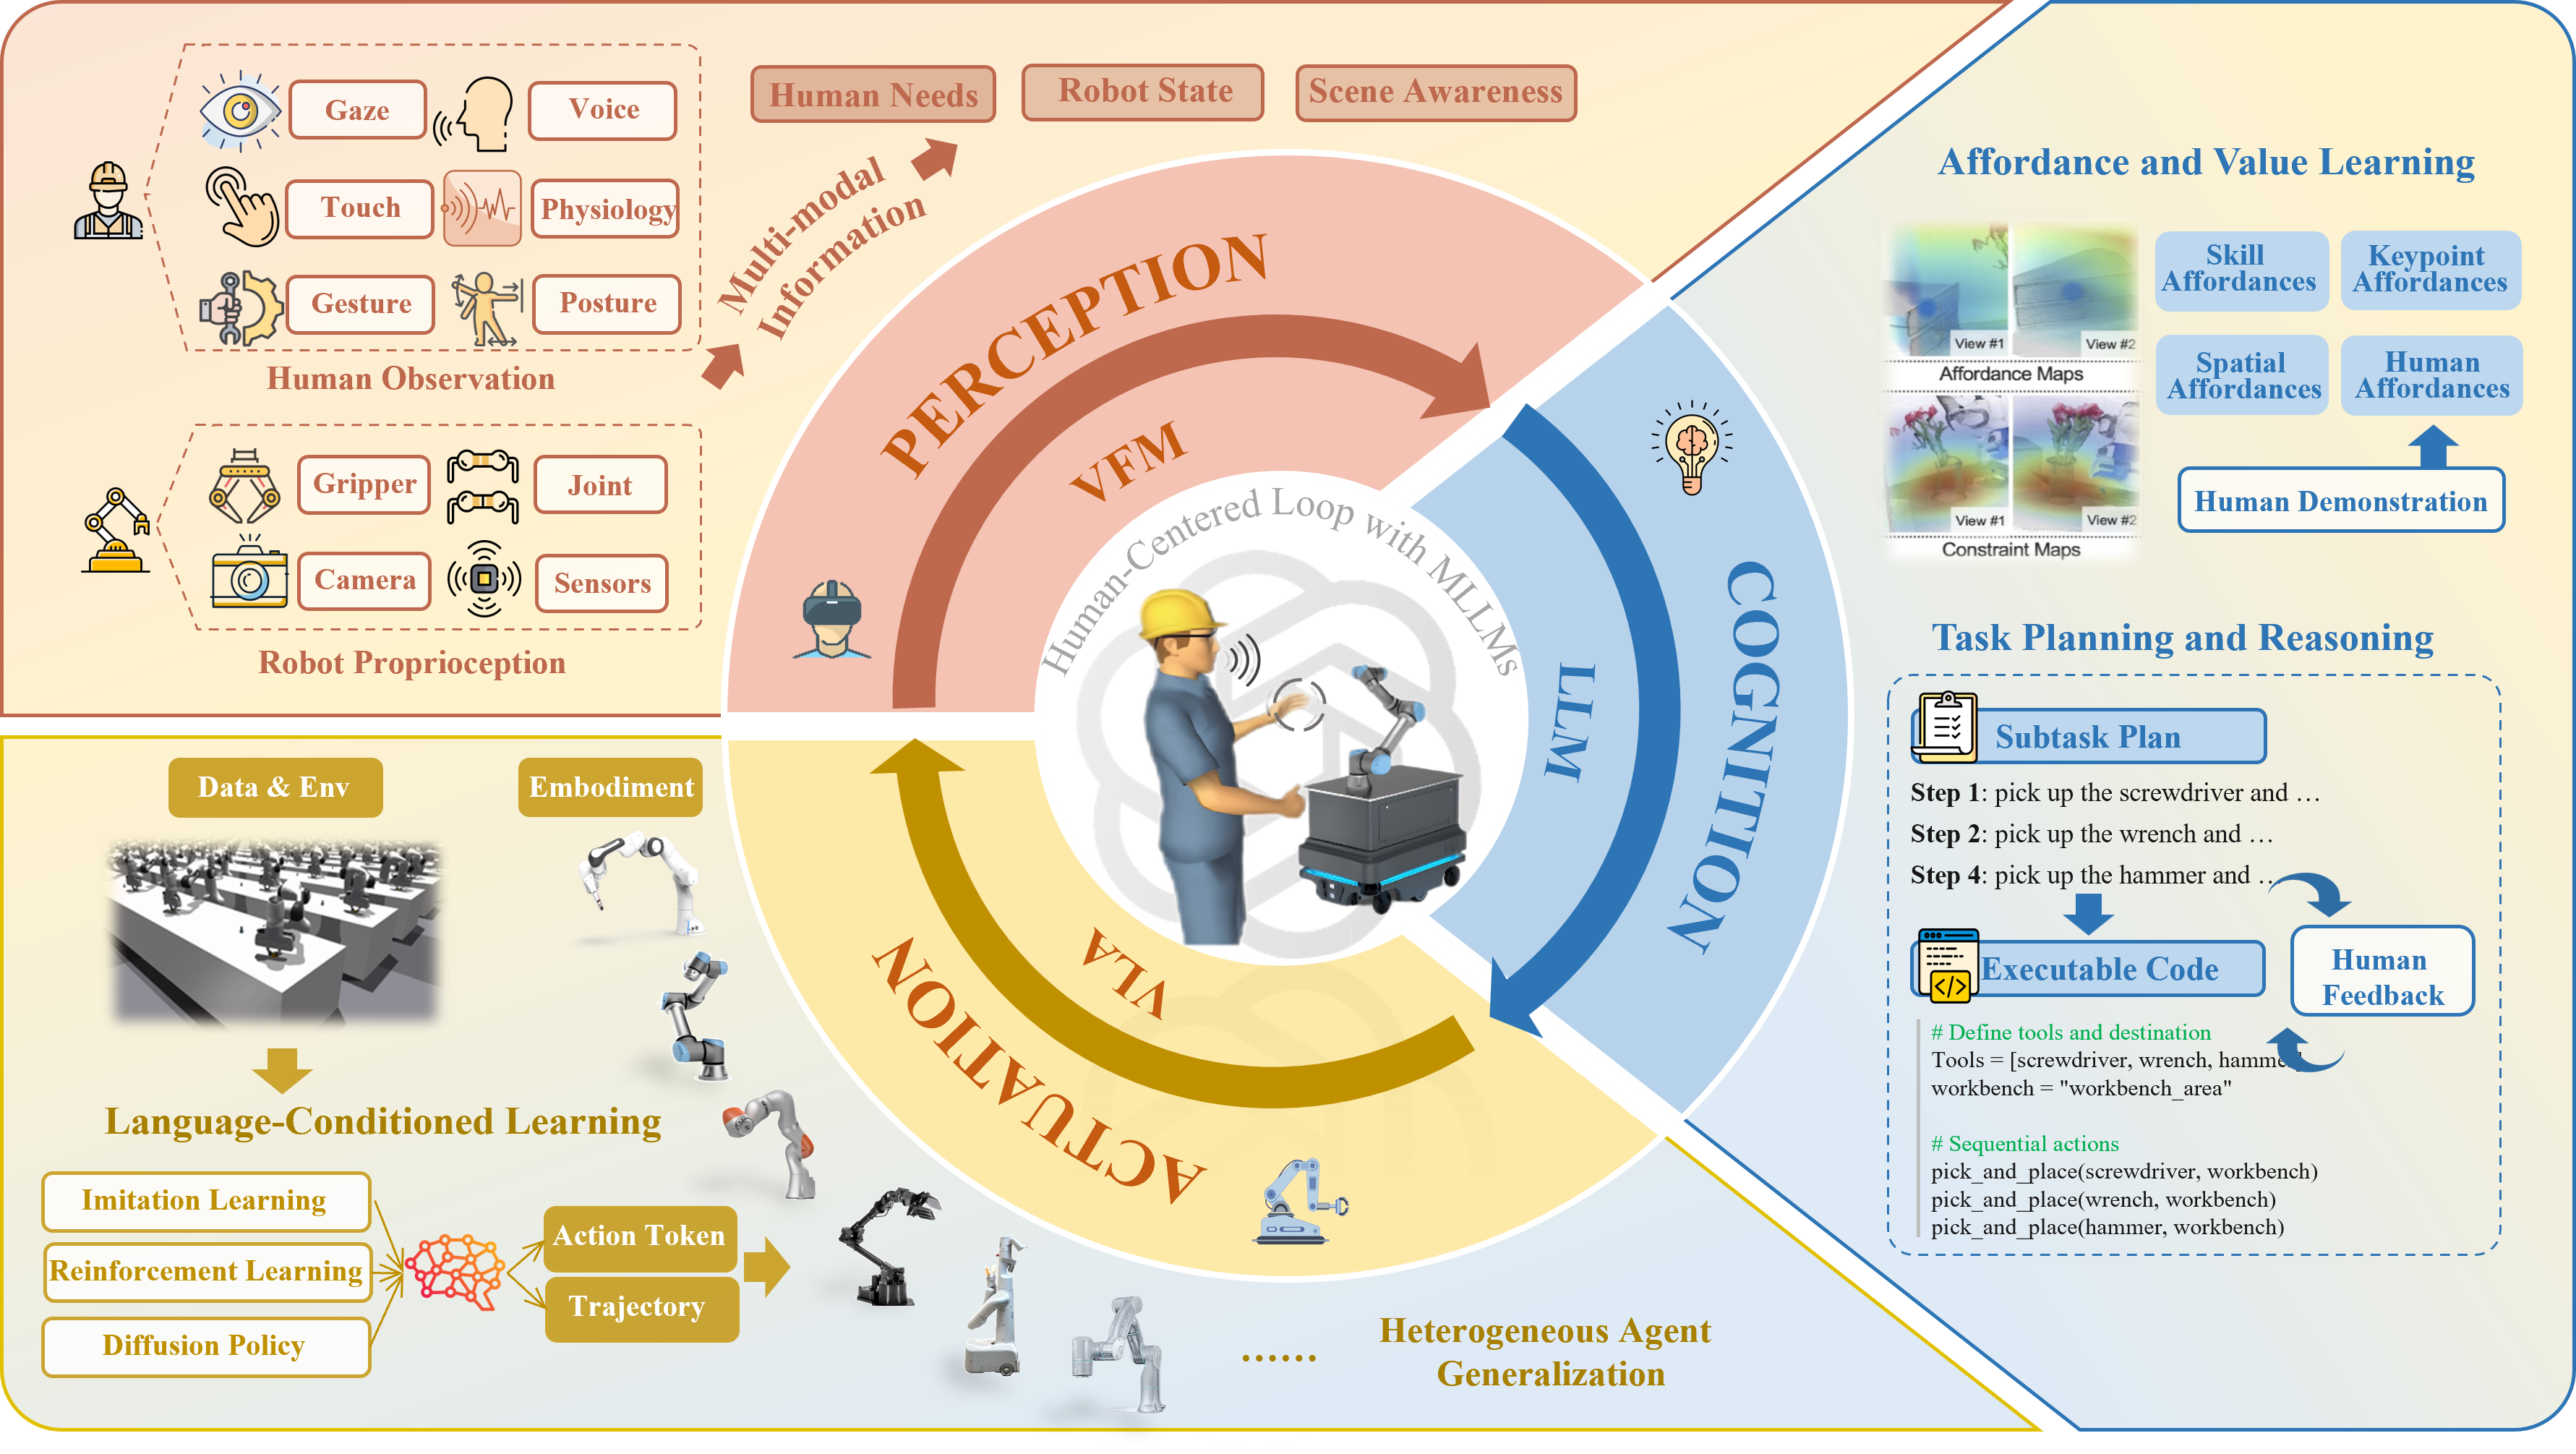 Gaze
Voice
Touch
Physiology
Gesture
Posture
Human Observation
Gripper
Joint
Camera
Sensors
Robot Proprioception
Multi-modal
Information
Human Needs
Robot State
Scene Awareness
PERCEPTION
VFM
Human-Centered Loop with MLLMs
COGNITION
LLM
ACTUATION
VLA
Affordance and Value Learning
View #1
View #2
Affordance Maps
View #1
View #2
Constraint Maps
Skill
Affordances
Keypoint
Affordances
Spatial
Affordances
Human
Affordances
Human Demonstration
Task Planning and Reasoning
Subtask Plan
Step 1: pick up the screwdriver and …
Step 2: pick up the wrench and …
Step 4: pick up the hammer and …
Executable Code
Human
Feedback
# Define tools and destination
Tools = [screwdriver, wrench, hammer]
workbench = "workbench_area"
# Sequential actions
pick_and_place(screwdriver, workbench)
pick_and_place(wrench, workbench)
pick_and_place(hammer, workbench)
Data & Env
Embodiment
Language-Conditioned Learning
Imitation Learning
Reinforcement Learning
Diffusion Policy
Action Token
Trajectory
......
Heterogeneous Agent
Generalization